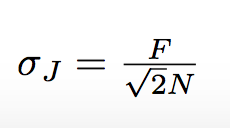 σ_J = F / (√2N)